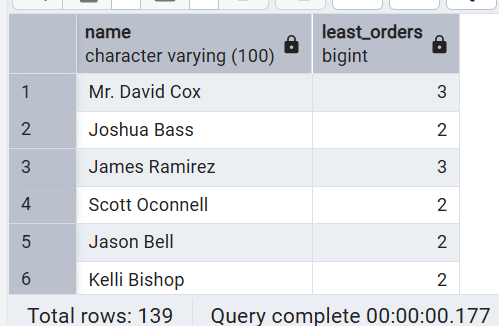 name least_orders
character varying (100) bigint
1 Mr. David Cox 3
2 Joshua Bass 2
3 James Ramirez 3
4 Scott Oconnell 2
5 Jason Bell 2
6 Kelli Bishop 2
Total rows: 139 Query complete 00:00:00.177